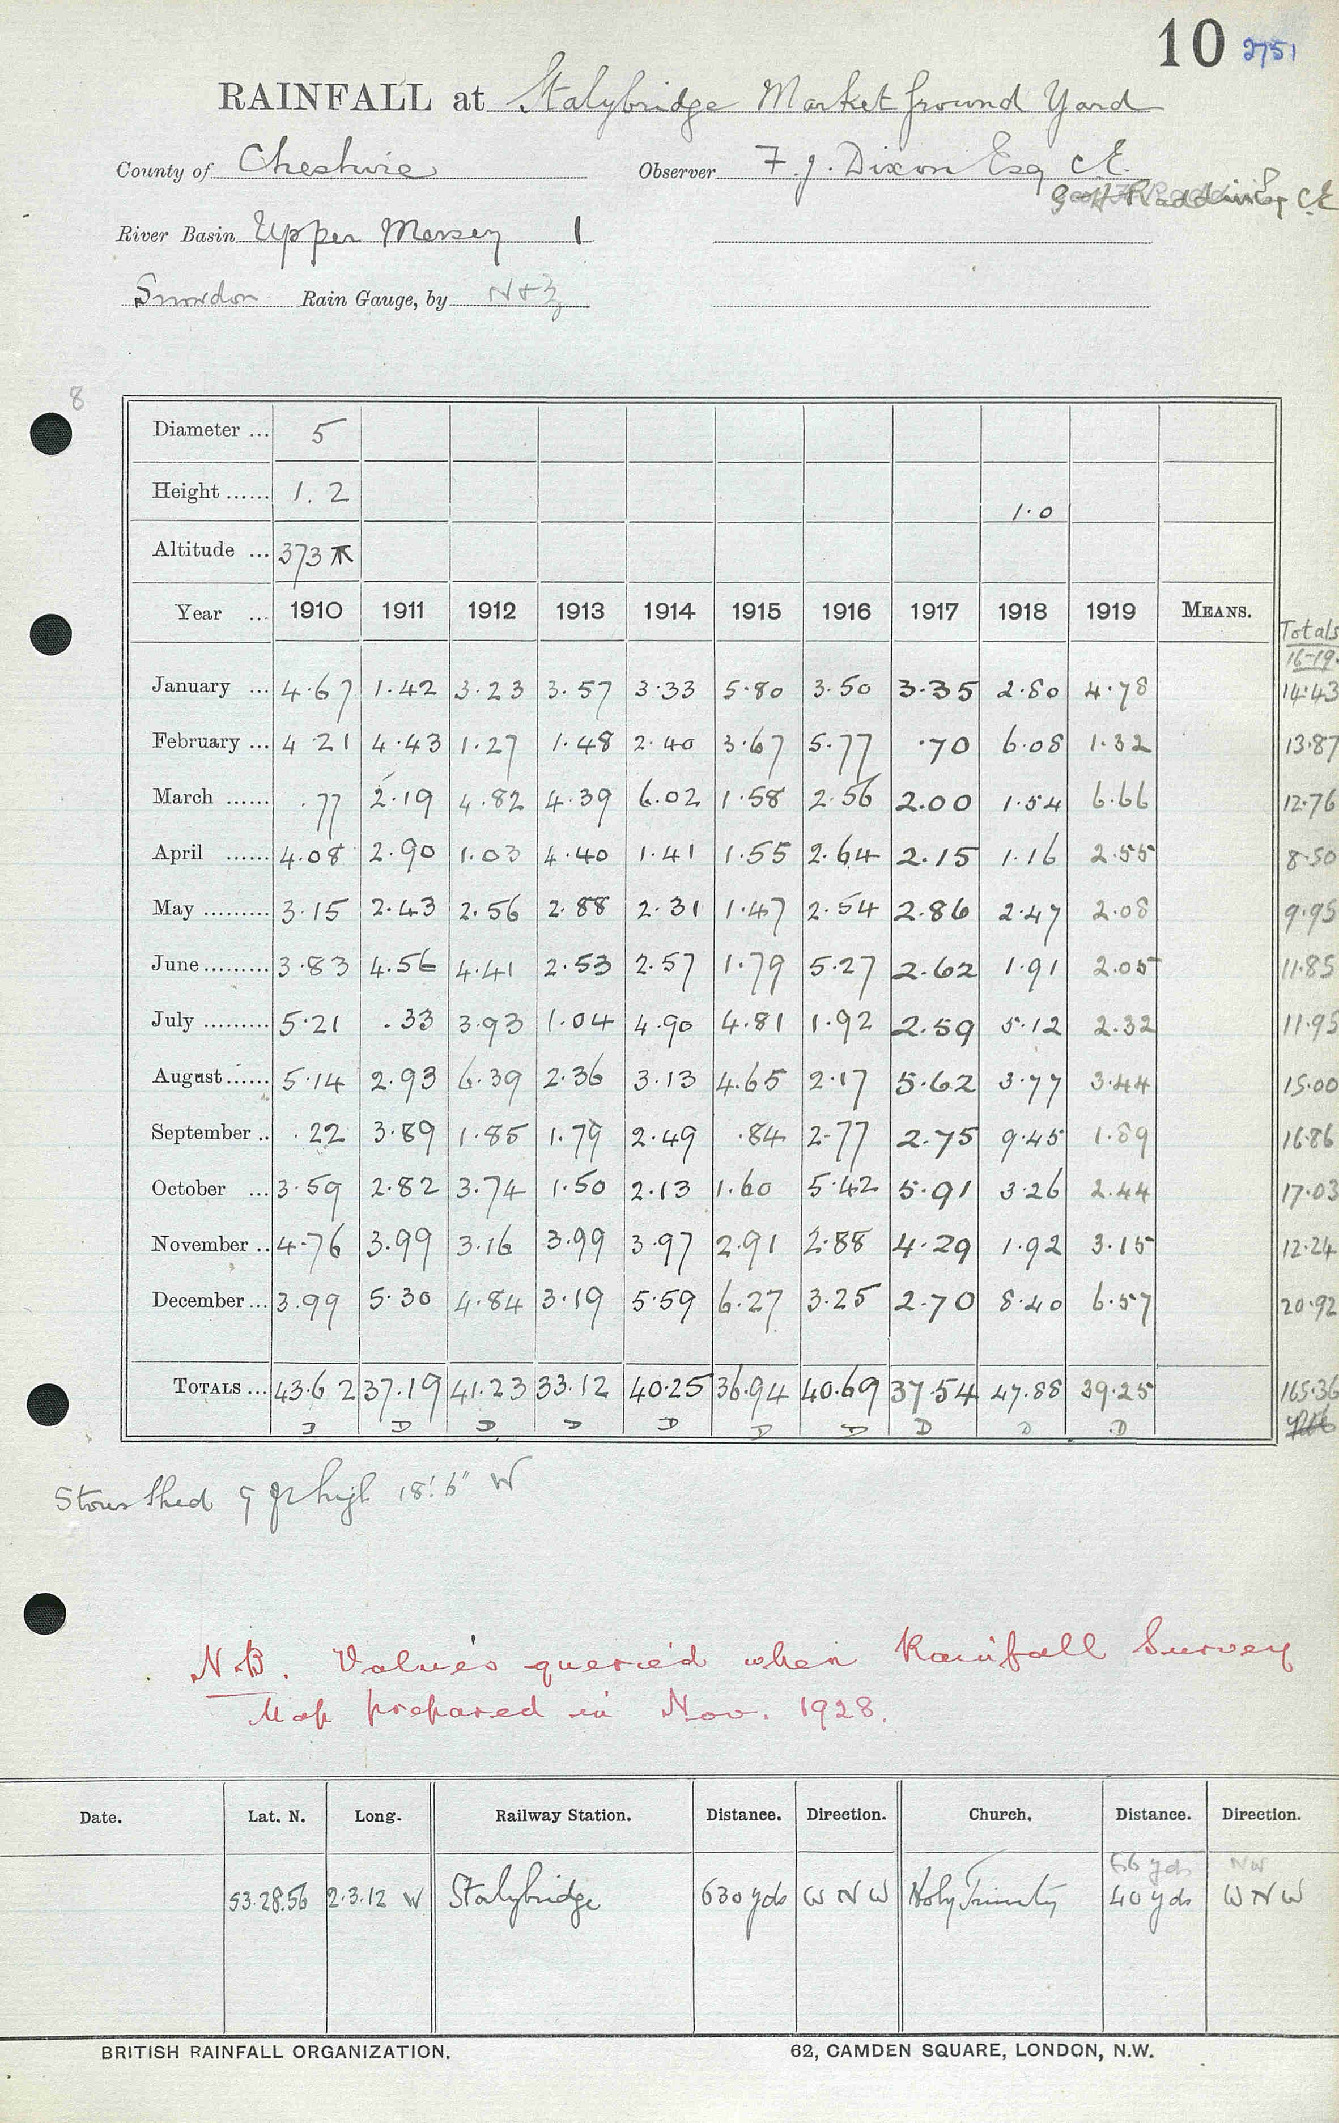 10 2751
RAINFALL at Stalybridge Market Ground Yard
County of Cheshire Observer F. J. Dixon Esq C.E.
C.E
River Basin Upper Mersey 1
Snowdon Rain Gauge, by N & Z
8
Diameter ... 5
Height ...... 1.2 1.0
Altitude ... 373
Year ... 1910 1911 1912 1913 1914 1915 1916 1917 1918 1919 MEANS. Totals 16-19
January ... 4.67 1.42 3.23 3.57 3.33 5.80 3.50 3.35 2.80 4.78 14.43
February ... 4.21 4.43 1.27 1.48 2.40 3.67 5.77 .70 6.08 1.32 13.87
March ...... .77 2.19 4.82 4.39 6.02 1.58 2.56 2.00 1.54 6.66 12.76
April ...... 4.08 2.90 1.03 4.40 1.41 1.55 2.64 2.15 1.16 2.55 8.50
May ......... 3.15 2.43 2.56 2.88 2.31 1.47 2.54 2.86 2.47 2.08 9.95
June ......... 3.83 4.56 4.41 2.53 2.57 1.79 5.27 2.62 1.91 2.05 11.85
July ......... 5.21 .33 3.93 1.04 4.90 4.81 1.92 2.59 5.12 2.32 11.95
August ...... 5.14 2.93 6.39 2.36 3.13 4.65 2.17 5.62 3.77 3.44 15.00
September .. .22 3.89 1.85 1.79 2.49 .84 2.77 2.75 9.45 1.89 16.86
October ... 3.59 2.82 3.74 1.50 2.13 1.60 5.42 5.91 3.26 2.44 17.03
November .. 4.76 3.99 3.16 3.99 3.97 2.91 2.88 4.29 1.92 3.15 12.24
December ... 3.99 5.30 4.84 3.19 5.59 6.27 3.25 2.70 8.40 6.57 20.92
TOTALS ... 43.62 37.19 41.23 33.12 40.25 36.94 40.69 37.54 47.88 39.25 165.36
D D D D D D D D D D
shed 9 ft high 18'.6" W
N.B. Values queried when Rainfall Survey
Map prepared in Nov. 1928.
Date. Lat. N. Long. Railway Station. Distance. Direction. Church. Distance. Direction.
66 yds NW
53.28.56 2.3.12 W Stalybridge 630 yds W N W Holy Trinity 40 yds W N W
BRITISH RAINFALL ORGANIZATION. 62, CAMDEN SQUARE, LONDON, N.W.